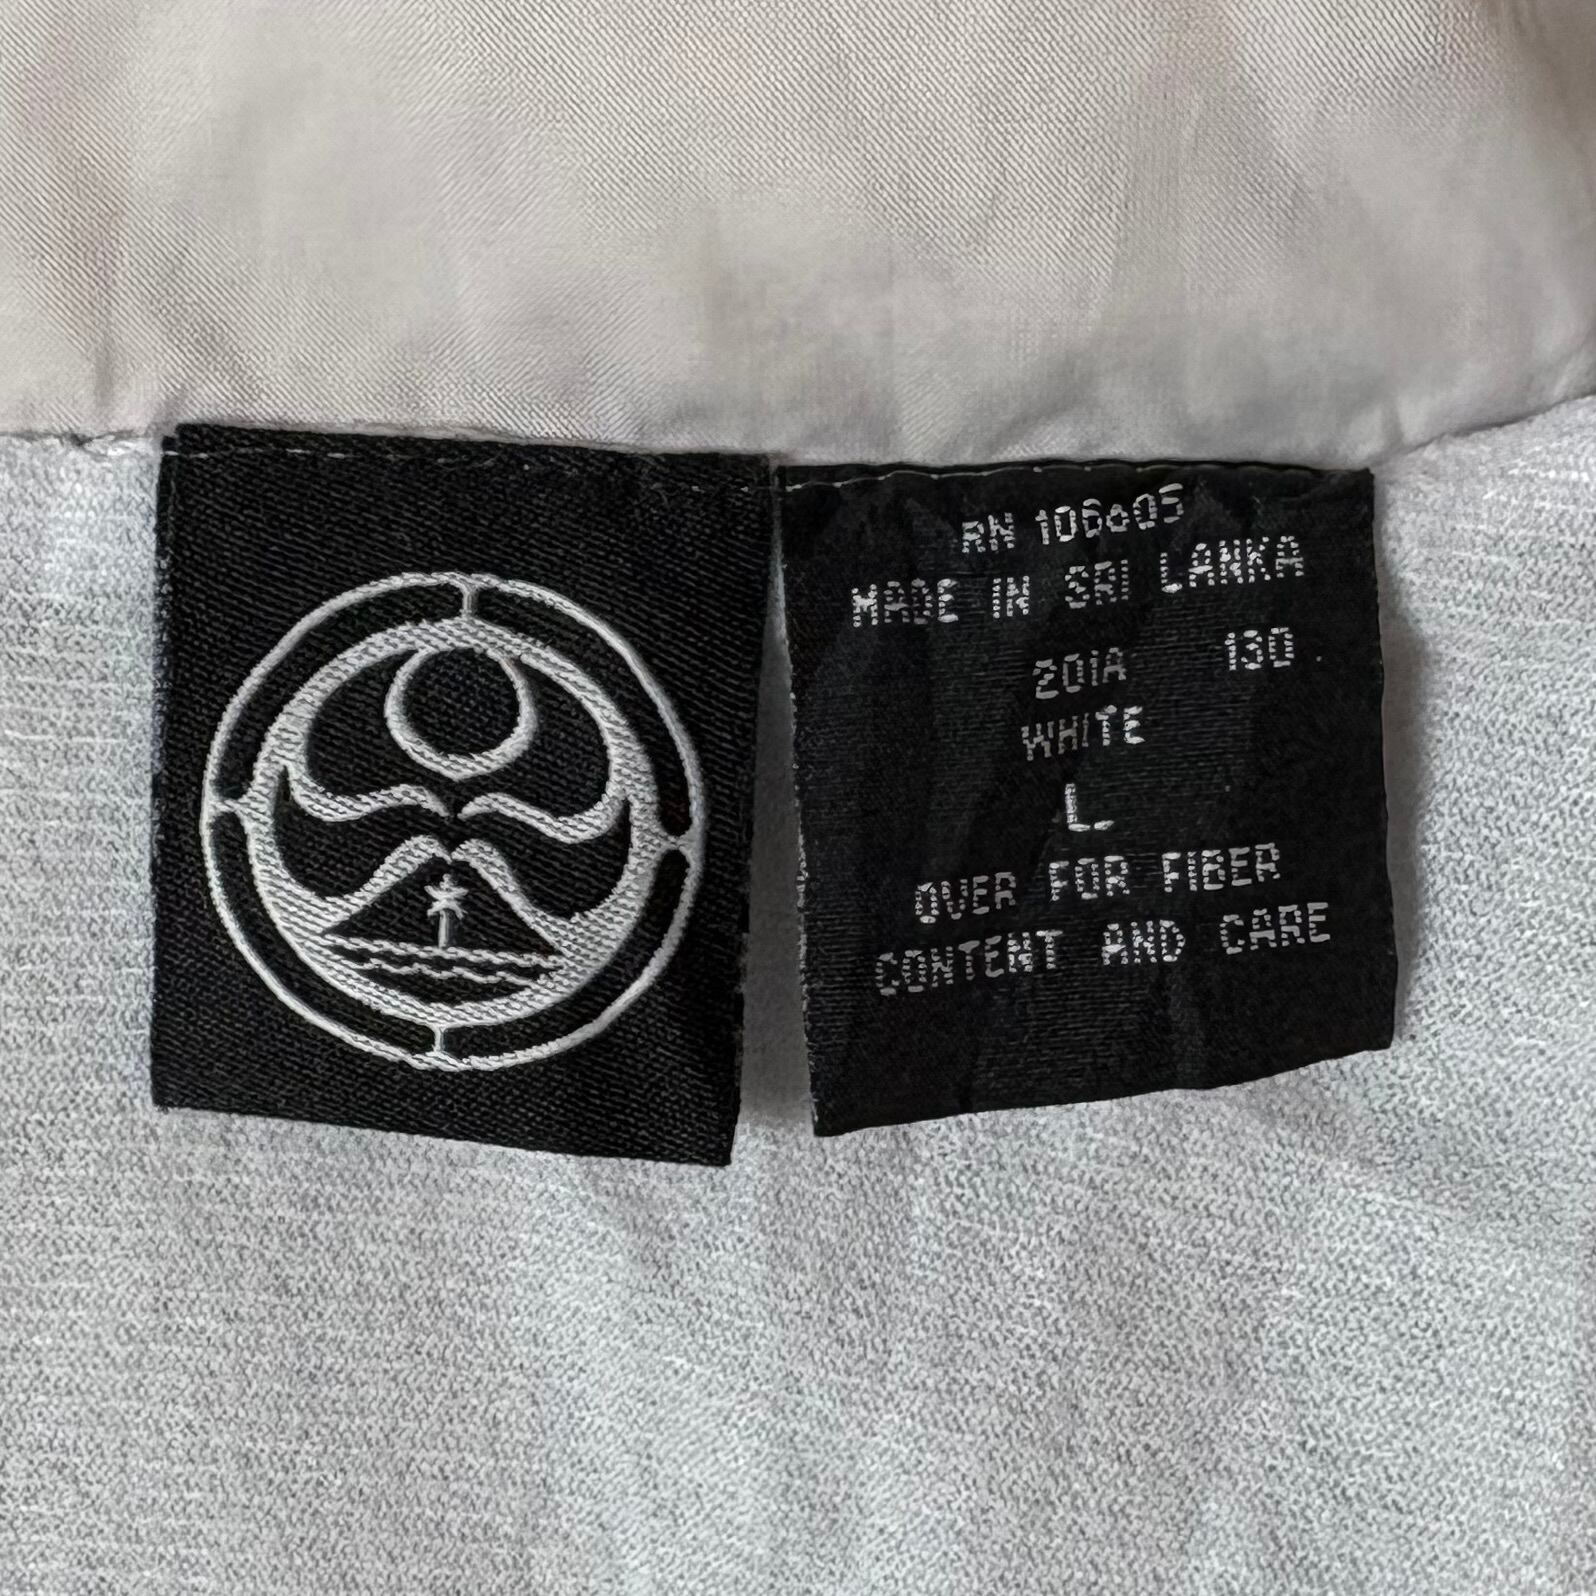 RN 106605
MADE IN SRI LANKA
201A 130
WHITE
L
OVER FOR FIBER
CONTENT AND CARE